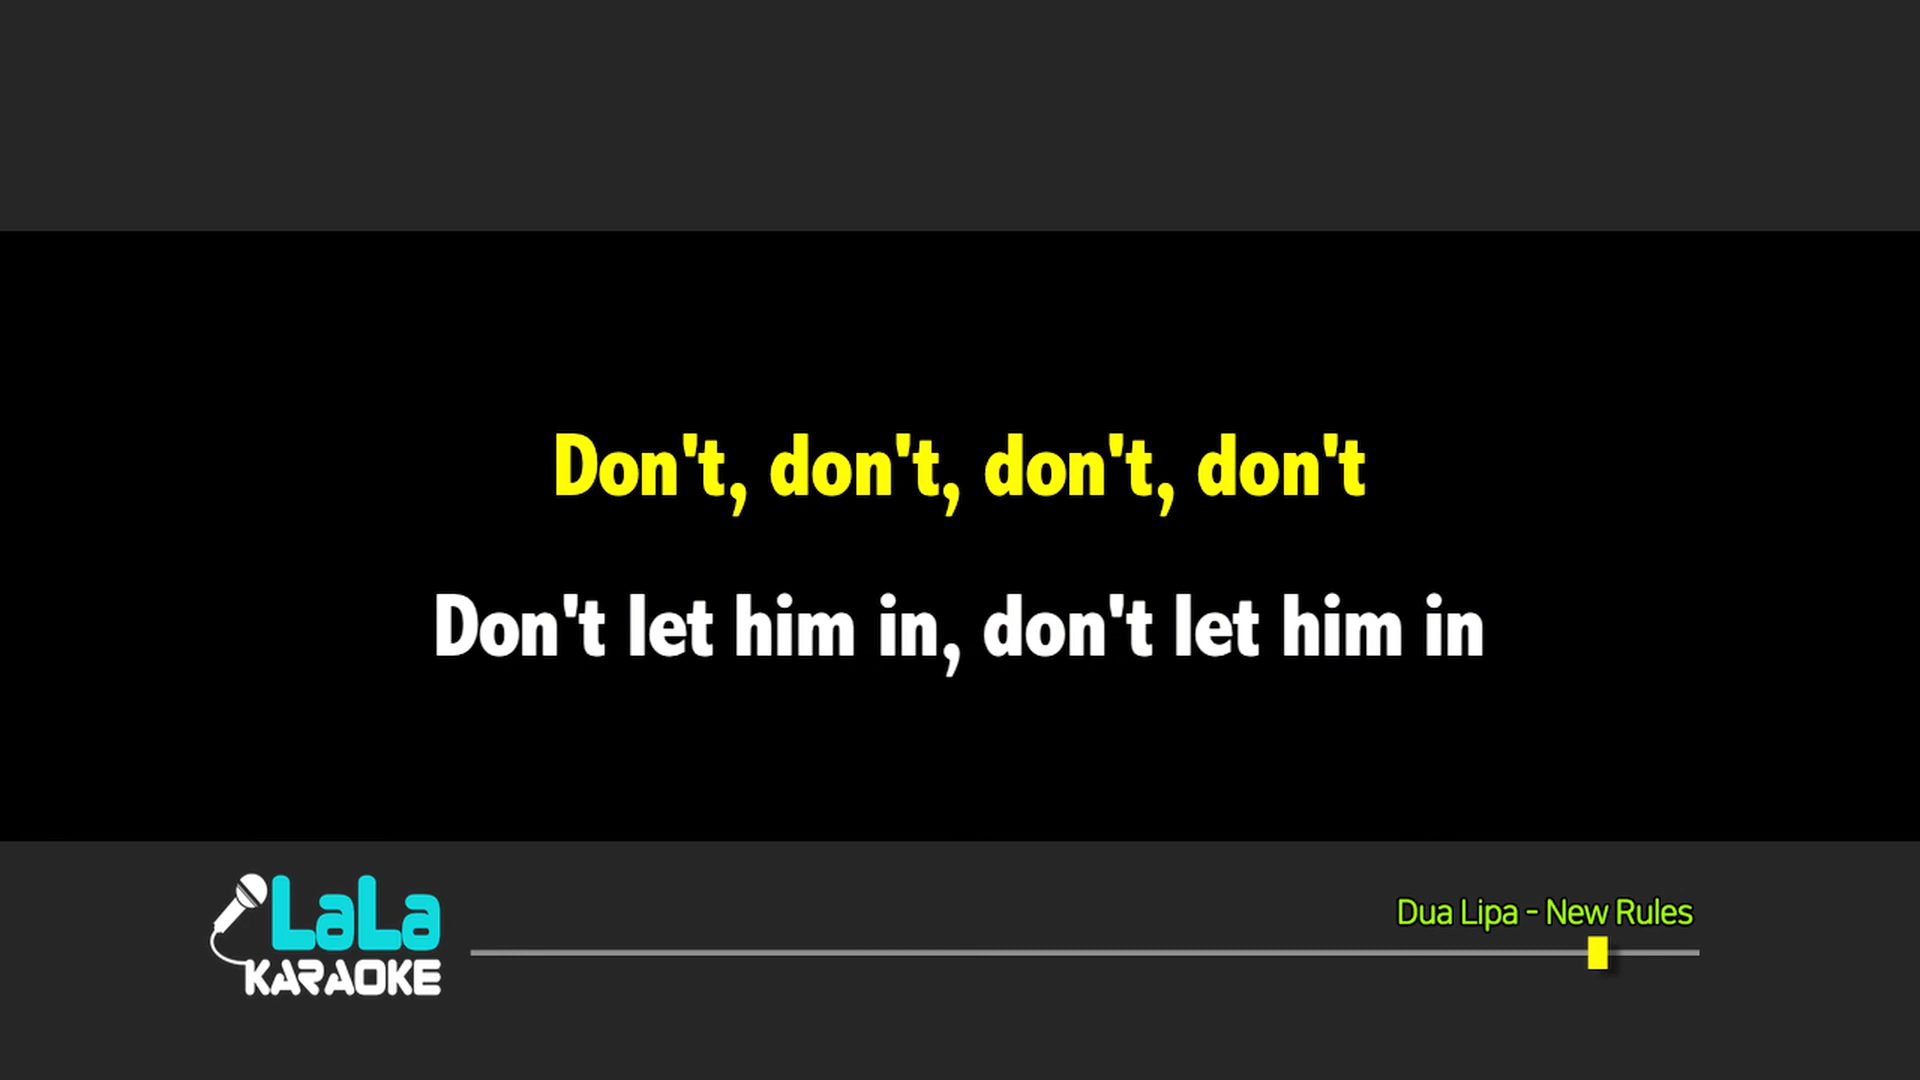 Don't, don't, don't, don't
Don't let him in, don't let him in
Dua Lipa - New Rules
LaLa
KARAOKE